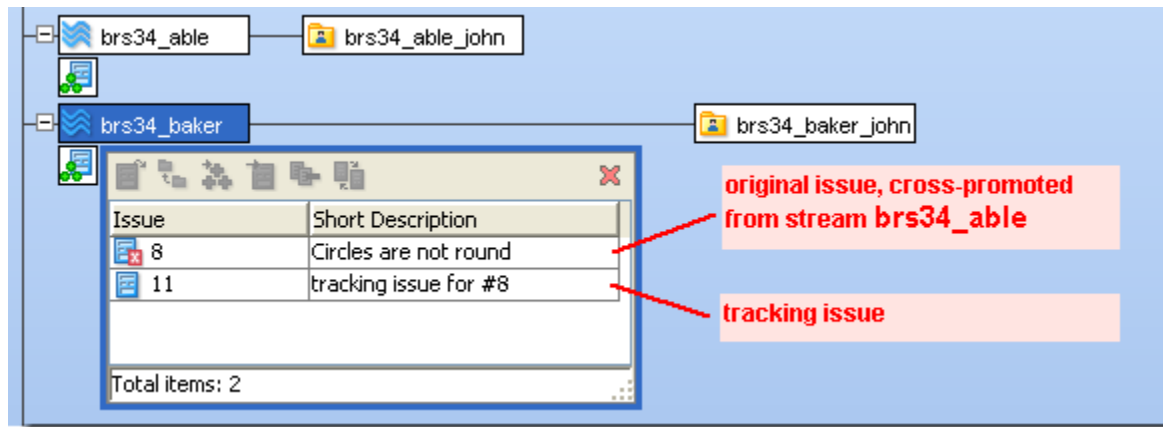 brs34_able
brs34_able_john
brs34_baker
brs34_baker_john
Issue Short Description
8 Circles are not round
11 tracking issue for #8
Total items: 2
original issue, cross-promoted
from stream brs34_able
tracking issue